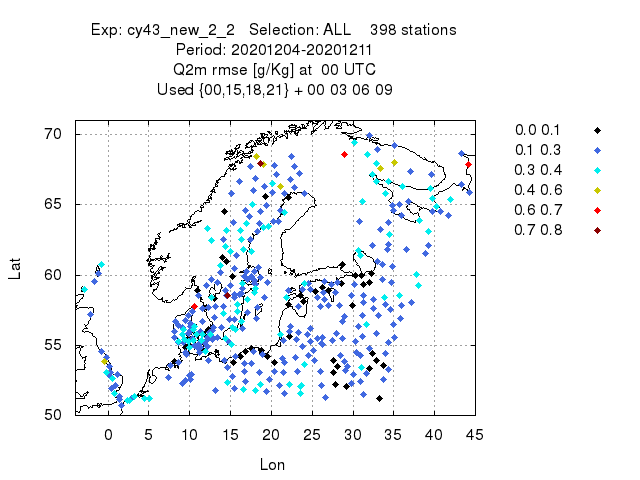 Exp: cy43_new_2_2   Selection: ALL    398 stations
Period: 20201204-20201211
Q2m rmse [g/Kg] at  00 UTC
Used {00,15,18,21} + 00 03 06 09
70
65
60
55
50
0 5 10 15 20 25 30 35 40 45
Lat
Lon
0.0 0.1
0.1 0.3
0.3 0.4
0.4 0.6
0.6 0.7
0.7 0.8